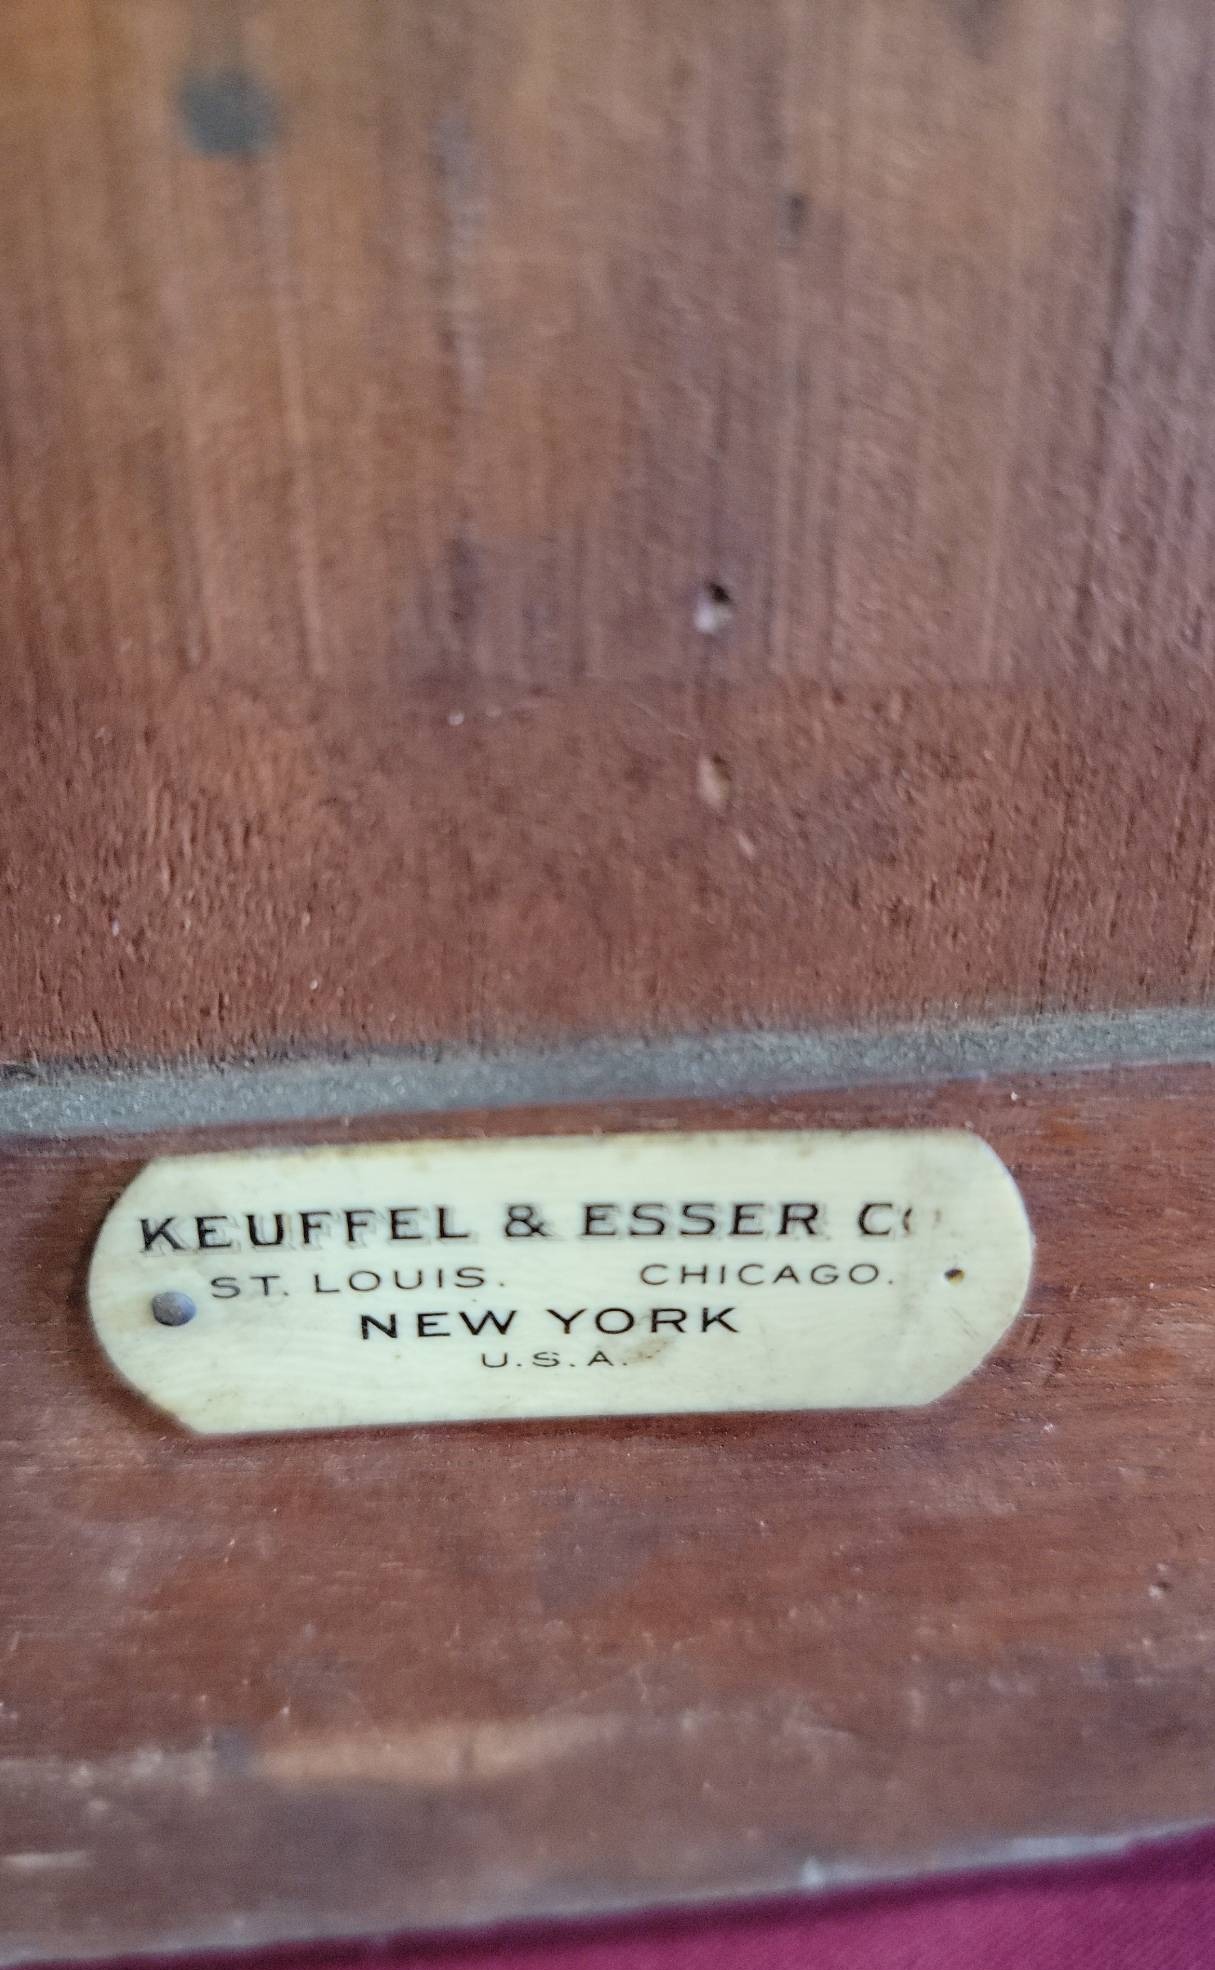 KEUFFEL & ESSER Co
ST. LOUIS. CHICAGO.
NEW YORK
U.S.A.